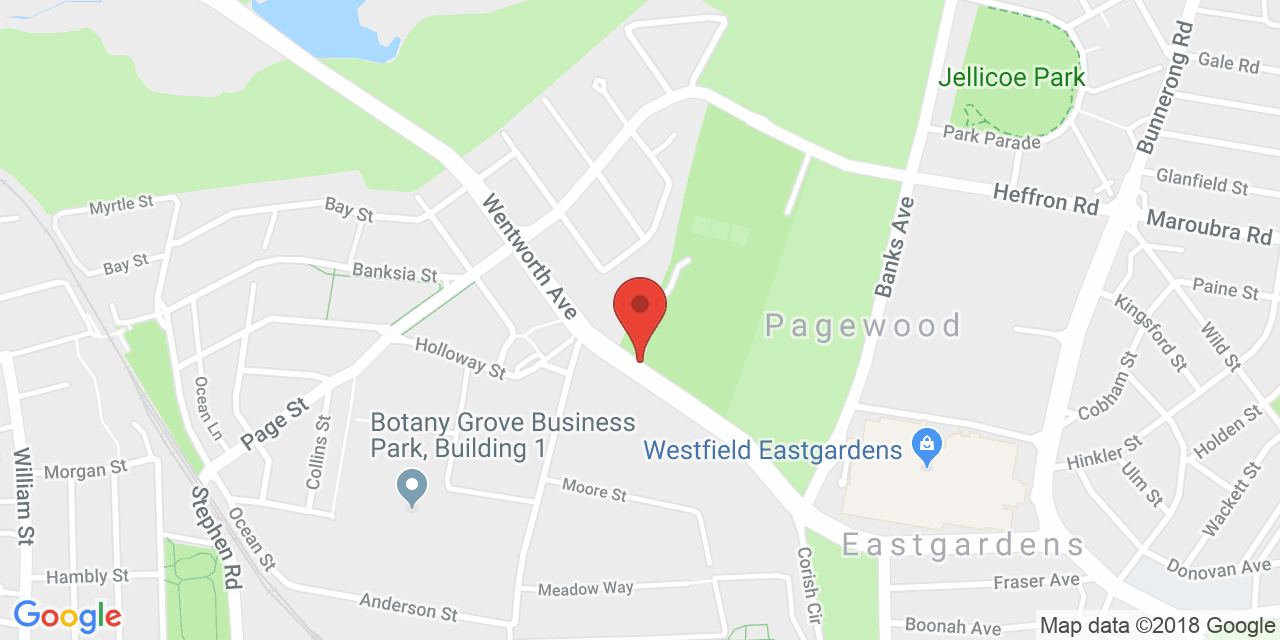 Jellicoe Park
Gale Rd
Bunnerong Rd
Park Parade
Glanfield St
Heffron Rd
Maroubra Rd
Myrtle St
Bay St
Bay St
Wentworth Ave
Banks Ave
Banksia St
Paine St
Kingsford St
Wild St
Pagewood
Holloway St
Cobham St
Ocean Ln
Page St
Collins St
Botany Grove Business
Park, Building 1
Westfield Eastgardens
Holden St
Hinkler St
Ulm St
Wackett St
William St
Morgan St
Stephen Rd
Ocean St
Moore St
Eastgardens
Corish Cir
Donovan Ave
Hambly St
Anderson St
Meadow Way
Fraser Ave
Boonah Ave
Google
Map data ©2018 Google